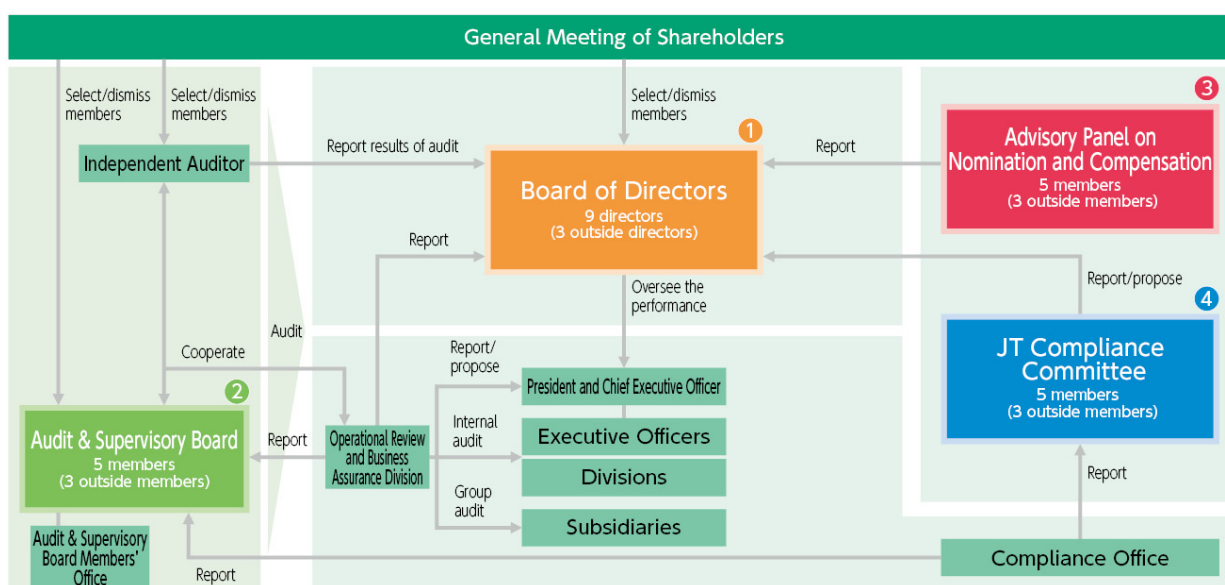 General Meeting of Shareholders
Select/dismiss
members
Select/dismiss
members
Select/dismiss
members
3
Independent Auditor
Report results of audit
1
Board of Directors
9 directors
(3 outside directors)
Report
Advisory Panel on
Nomination and Compensation
5 members
(3 outside members)
Report
Oversee the
performance
Report/propose
4
JT Compliance
Committee
5 members
(3 outside members)
Audit
Cooperate
Report/
propose
President and Chief Executive Officer
2
Audit & Supervisory Board
5 members
(3 outside members)
Report
Operational Review
and Business
Assurance Division
Internal
audit
Executive Officers
Divisions
Group
audit
Subsidiaries
Report
Audit & Supervisory
Board Members'
Office
Report
Compliance Office